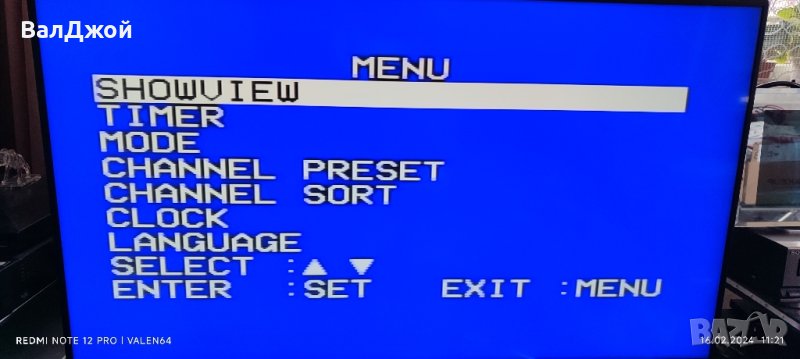 ВалДжой
MENU
SHOWVIEW
TIMER
MODE
CHANNEL PRESET
CHANNEL SORT
CLOCK
LANGUAGE
SELECT :▲ ▼
ENTER :SET EXIT :MENU
BAZAR
REDMI NOTE 12 PRO | VALEN64
16.02.2024 11:21